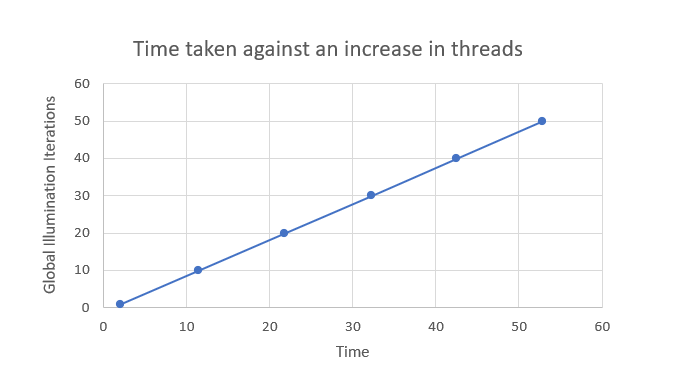 Time taken against an increase in threads
Global Illumination Iterations
60
50
40
30
20
10
0
0 10 20 30 40 50 60
Time